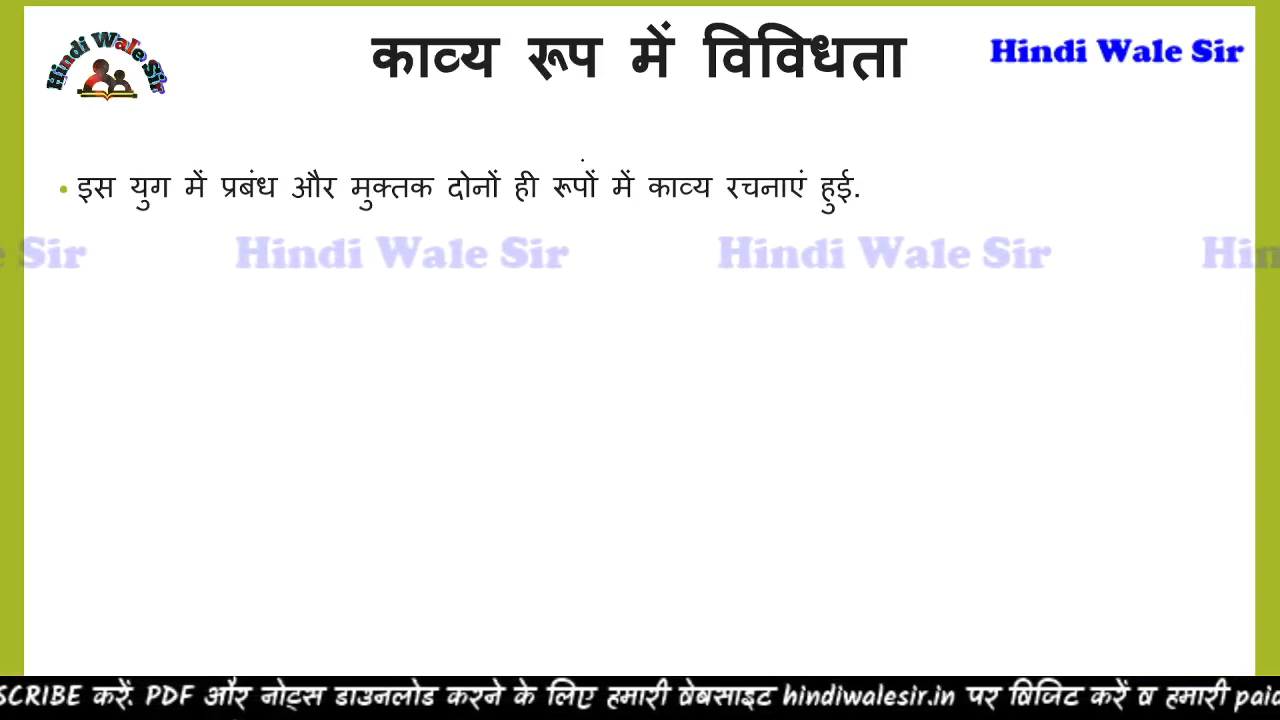 Hindi Wale Sir
काव्य रूप में विविधता
Hindi Wale Sir
• इस युग में प्रबंध और मुक्तक दोनों ही रूपों में काव्य रचनाएं हुई.
Sir Hindi Wale Sir Hindi Wale Sir
SCRIBE करें. PDF और नोट्स डाउनलोड करने के लिए हमारी वेबसाइट hindiwalesir.in पर विजिट करें व हमारी paid